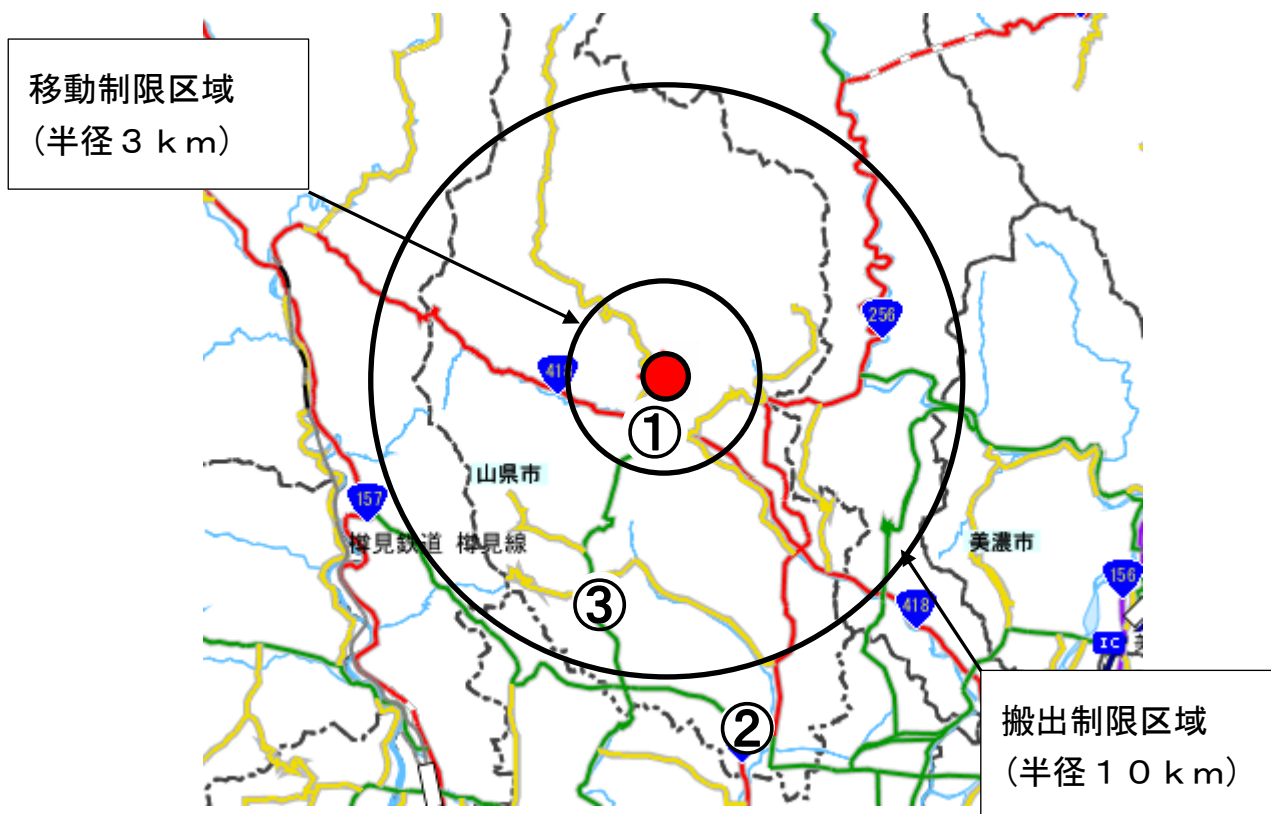 移動制限区域
(半径３ｋｍ)
256
41
①
山県市
157
樽見鉄道 樽見線
美濃市
156
③
418
IC
②
搬出制限区域
(半径１０ｋｍ)